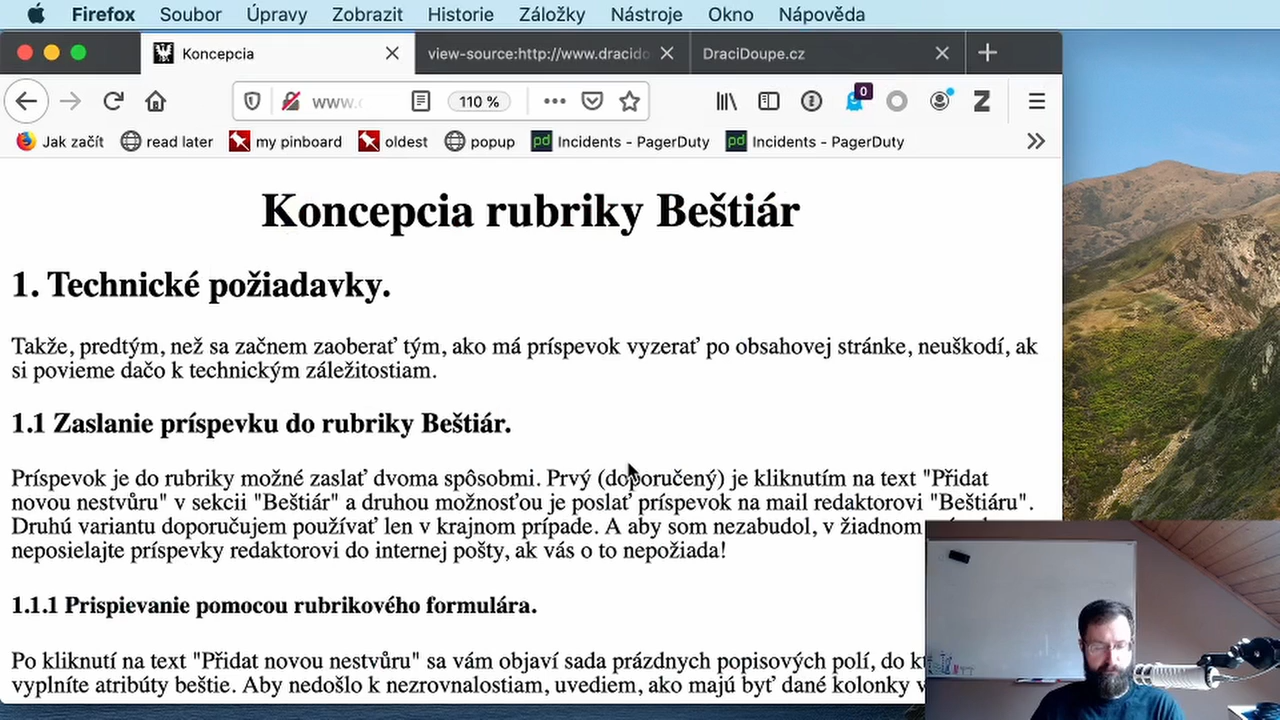 Firefox Soubor Úpravy Zobrazit Historie Záložky Nástroje Okno Nápověda
Koncepcia view-source:http://www.dracido DraciDoupe.cz
www. 110 % 0
Jak začít read later my pinboard oldest popup pd Incidents - PagerDuty pd Incidents - PagerDuty
Koncepcia rubriky Beštiár
1. Technické požiadavky.
Takže, predtým, než sa začnem zaoberať tým, ako má príspevok vyzerať po obsahovej stránke, neuškodí, ak
si povieme dačo k technickým záležitostiam.
1.1 Zaslanie príspevku do rubriky Beštiár.
Príspevok je do rubriky možné zaslať dvoma spôsobmi. Prvý (doporučený) je kliknutím na text "Přidat
novou nestvůru" v sekcii "Beštiár" a druhou možnosťou je poslať príspevok na mail redaktorovi "Beštiáru".
Druhú variantu doporučujem používať len v krajnom prípade. A aby som nezabudol, v žiadnom
neposielajte príspevky redaktorovi do internej pošty, ak vás o to nepožiada!
1.1.1 Prispievanie pomocou rubrikového formulára.
Po kliknutí na text "Přidat novou nestvůru" sa vám objaví sada prázdnych popisových polí, do
vyplníte atribúty beštie. Aby nedošlo k nezrovnalostiam, uvediem, ako majú byť dané kolonky